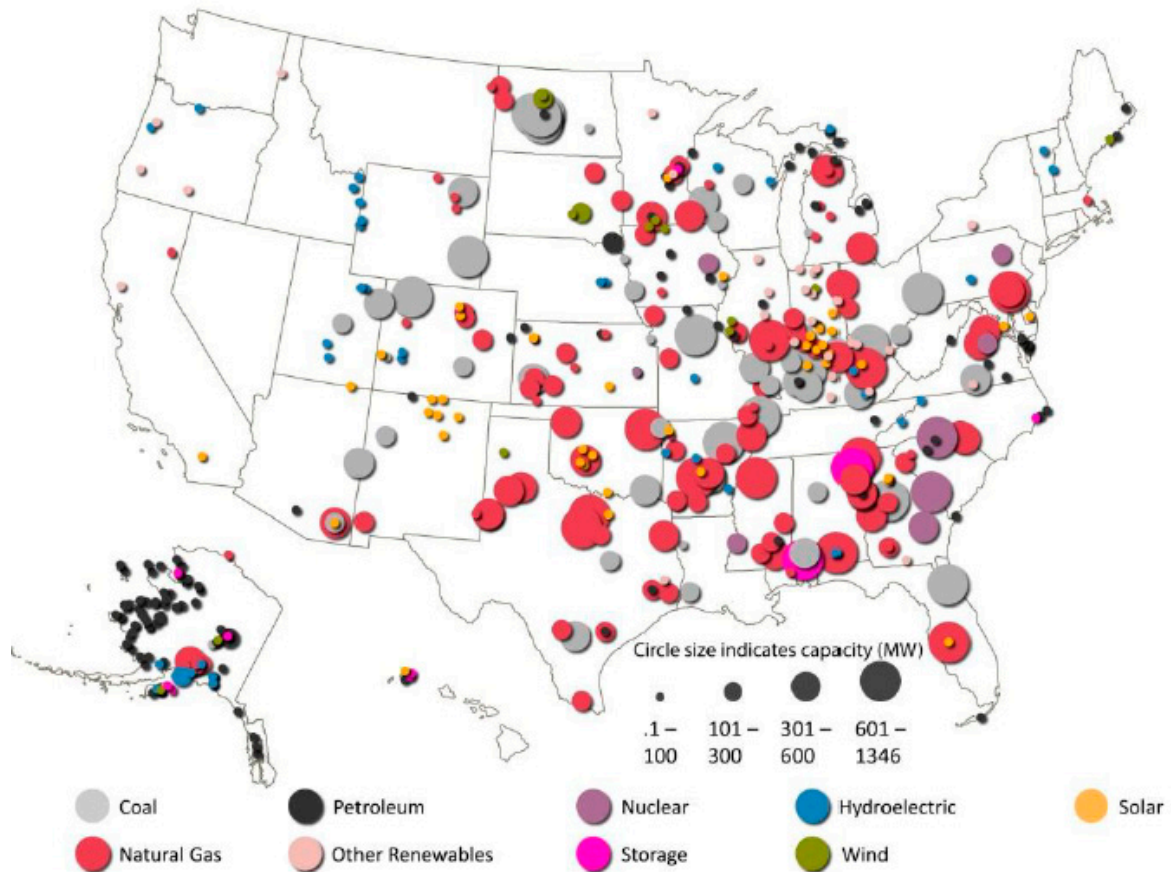 Circle size indicates capacity (MW)
.1 – 101 – 301 – 601 –
100 300 600 1346
Coal Petroleum Nuclear Hydroelectric Solar
Natural Gas Other Renewables Storage Wind